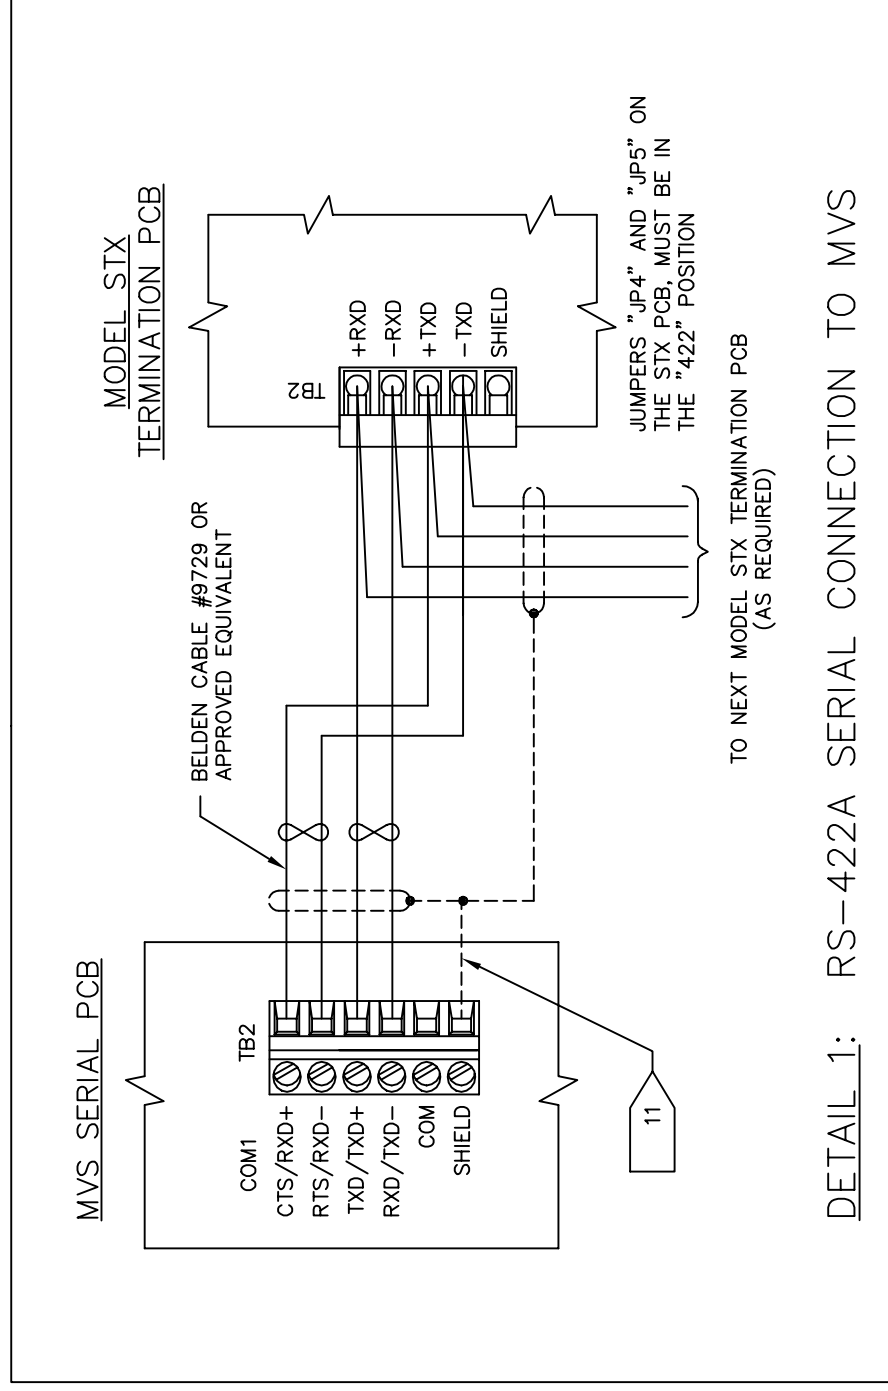 MVS SERIAL PCB
COM1
TB2
CTS/RXD+
RTS/RXD-
TXD/TXD+
RXD/TXD-
COM
SHIELD
11
BELDEN CABLE #9729 OR
APPROVED EQUIVALENT
MODEL STX
TERMINATION PCB
TB2
+RXD
-RXD
+TXD
-TXD
SHIELD
JUMPERS "JP4" AND "JP5" ON
THE STX PCB, MUST BE IN
THE "422" POSITION
TO NEXT MODEL STX TERMINATION PCB
(AS REQUIRED)
DETAIL 1: RS-422A SERIAL CONNECTION TO MVS